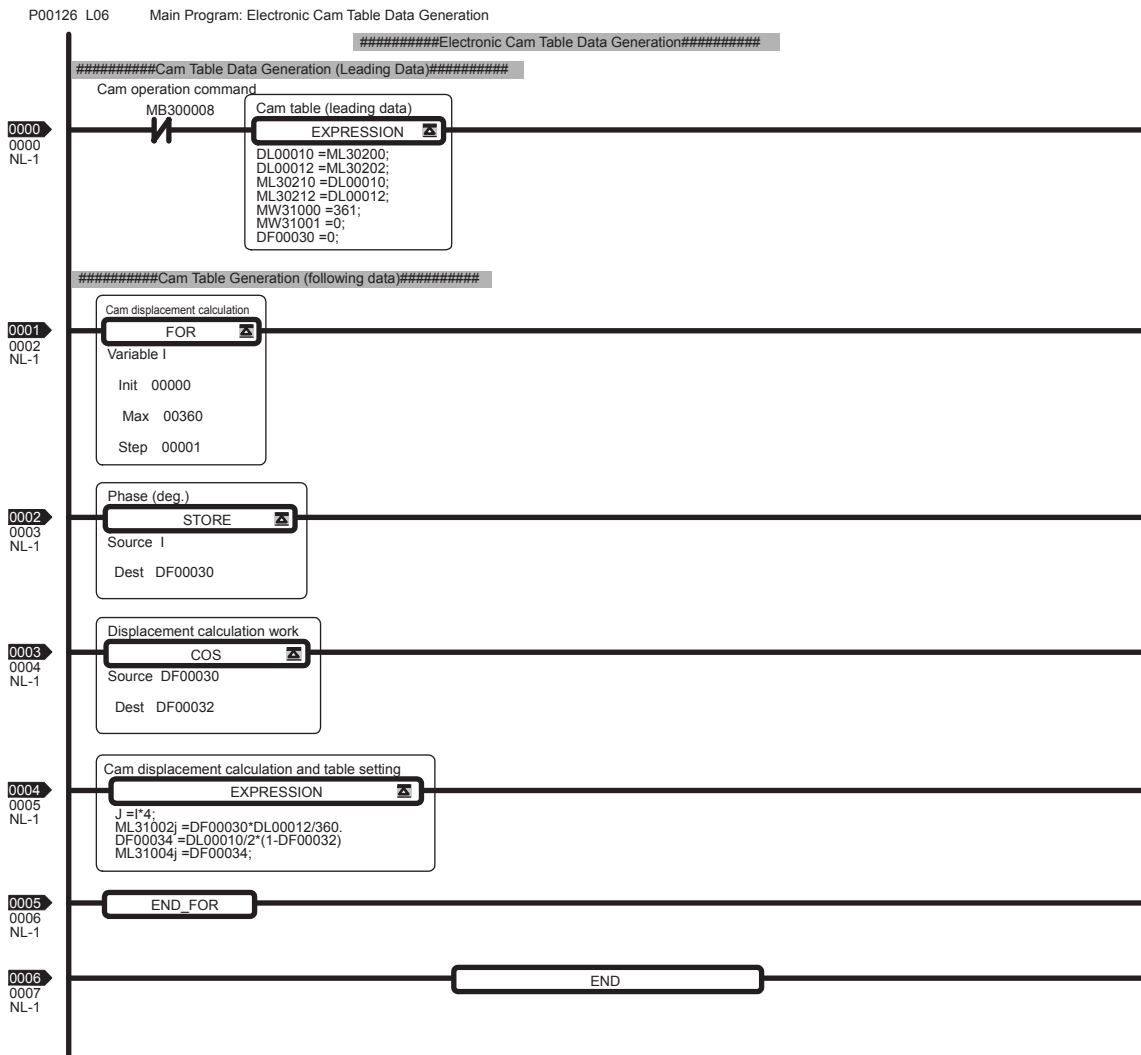 P00126 L06 Main Program: Electronic Cam Table Data Generation
##########Electronic Cam Table Data Generation##########
##########Cam Table Data Generation (Leading Data)##########
Cam operation command
MB300008
Cam table (leading data)
0000
0000
NL-1
EXPRESSION
DL00010 =ML30200;
DL00012 =ML30202;
ML30210 =DL00010;
ML30212 =DL00012;
MW31000 =361;
MW31001 =0;
DF00030 =0;
##########Cam Table Generation (following data)##########
Cam displacement calculation
0001
0002
NL-1
FOR
Variable I
Init 00000
Max 00360
Step 00001
Phase (deg.)
0002
0003
NL-1
STORE
Source I
Dest DF00030
Displacement calculation work
0003
0004
NL-1
COS
Source DF00030
Dest DF00032
Cam displacement calculation and table setting
0004
0005
NL-1
EXPRESSION
J =I*4;
ML31002j =DF00030*DL00012/360.
DF00034 =DL00010/2*(1-DF00032)
ML31004j =DF00034;
0005
0006
NL-1
END_FOR
0006
0007
NL-1
END